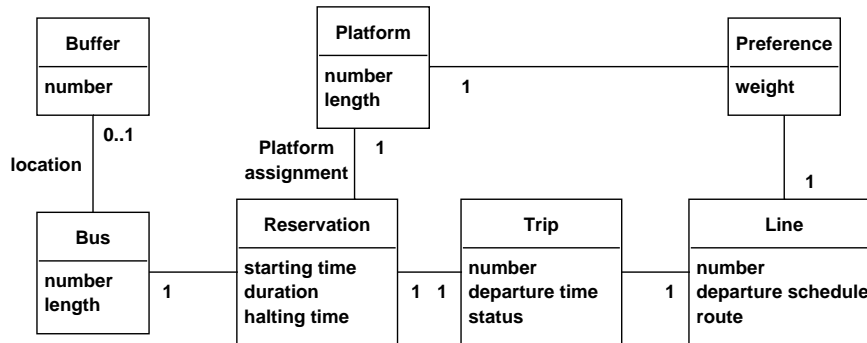 Buffer
number
Platform
number
length
Preference
weight
1
0..1
location
Platform
assignment
1
1
Bus
number
length
1
Reservation
starting time
duration
halting time
1 1
Trip
number
departure time
status
1
Line
number
departure schedule
route